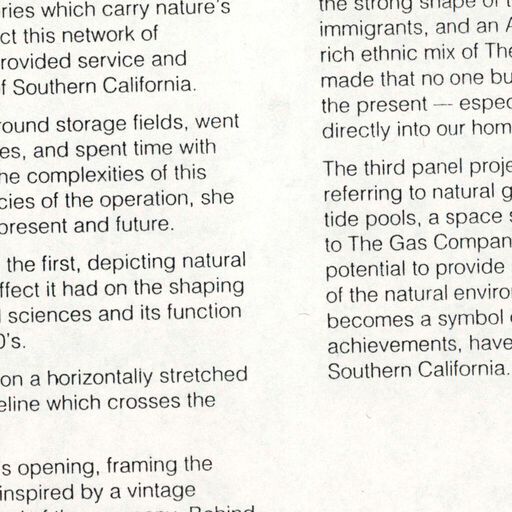 ries which carry nature's
ct this network of
rovided service and
f Southern California.
round storage fields, went
es, and spent time with
he complexities of this
cies of the operation, she
present and future.
the first, depicting natural
ffect it had on the shaping
sciences and its function
0's.
on a horizontally stretched
eline which crosses the
s opening, framing the
inspired by a vintage
the strong shape of
immigrants, and an A
rich ethnic mix of The
made that no one bu
the present — espec
directly into our hom
The third panel proje
referring to natural g
tide pools, a space s
to The Gas Compan
potential to provide
of the natural enviro
becomes a symbol
achievements, have
Southern California.